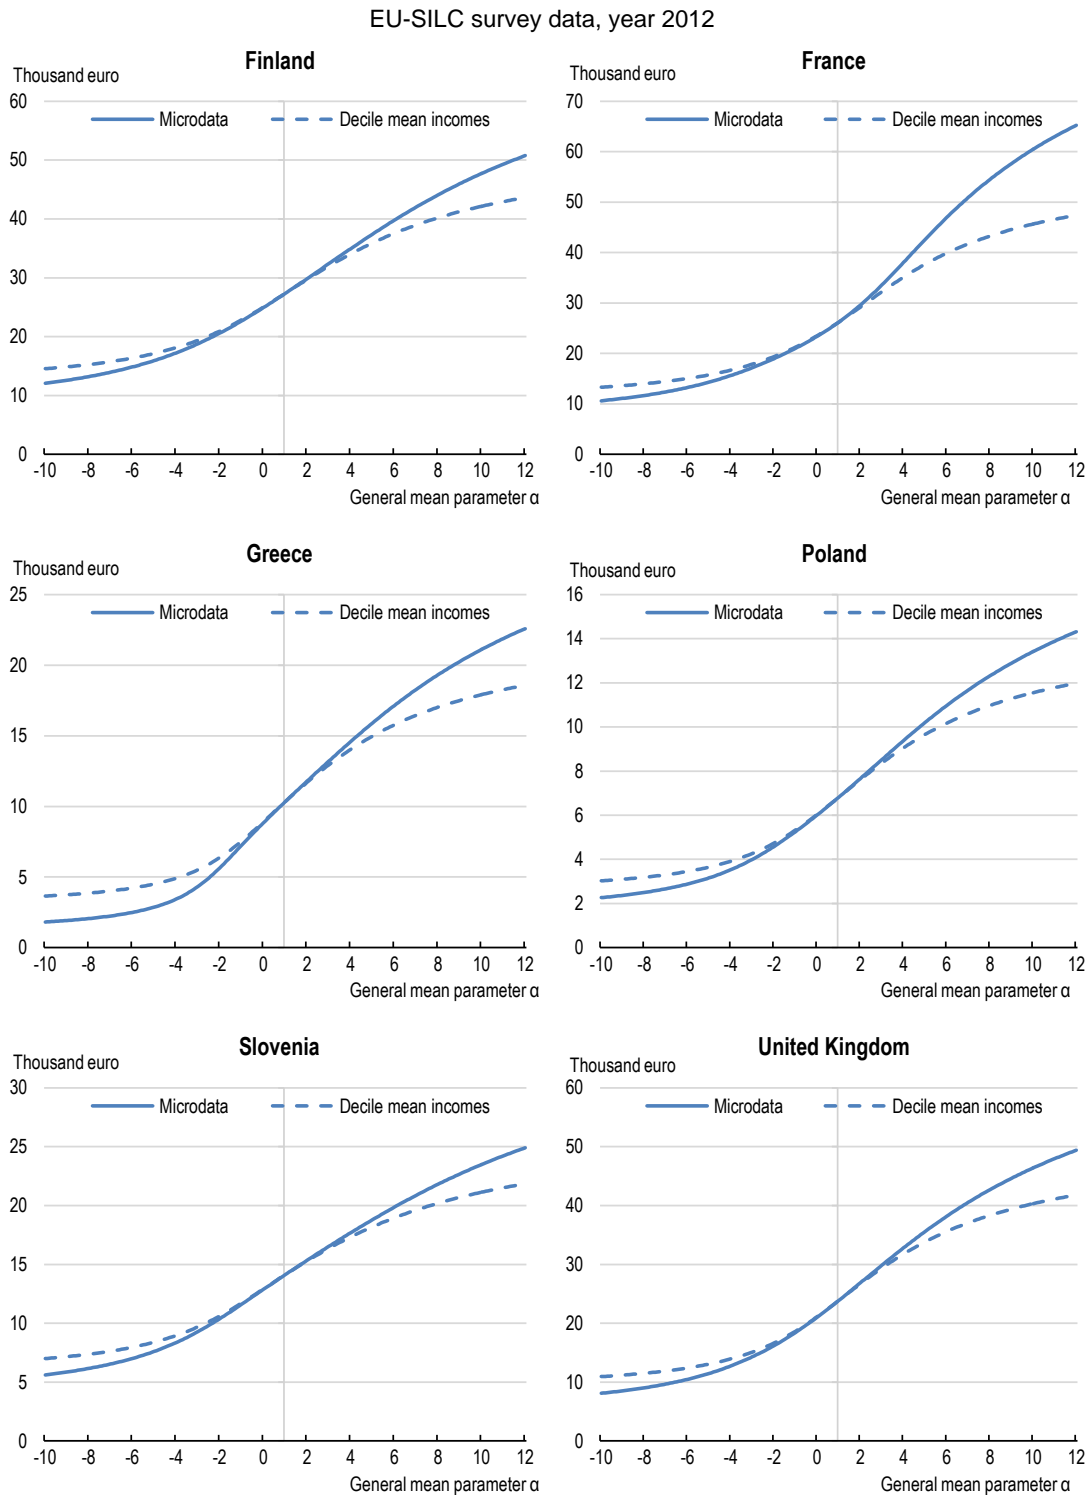 EU-SILC survey data, year 2012
Finland
Thousand euro
60
50
40
30
20
10
0
Microdata
Decile mean incomes
-10 -8 -6 -4 -2 0 2 4 6 8 10 12
General mean parameter α
France
Thousand euro
70
60
50
40
30
20
10
0
Microdata
Decile mean incomes
-10 -8 -6 -4 -2 0 2 4 6 8 10 12
General mean parameter α
Greece
Thousand euro
25
20
15
10
5
0
Microdata
Decile mean incomes
-10 -8 -6 -4 -2 0 2 4 6 8 10 12
General mean parameter α
Poland
Thousand euro
16
14
12
10
8
6
4
2
0
Microdata
Decile mean incomes
-10 -8 -6 -4 -2 0 2 4 6 8 10 12
General mean parameter α
Slovenia
Thousand euro
30
25
20
15
10
5
0
Microdata
Decile mean incomes
-10 -8 -6 -4 -2 0 2 4 6 8 10 12
General mean parameter α
United Kingdom
Thousand euro
60
50
40
30
20
10
0
Microdata
Decile mean incomes
-10 -8 -6 -4 -2 0 2 4 6 8 10 12
General mean parameter α